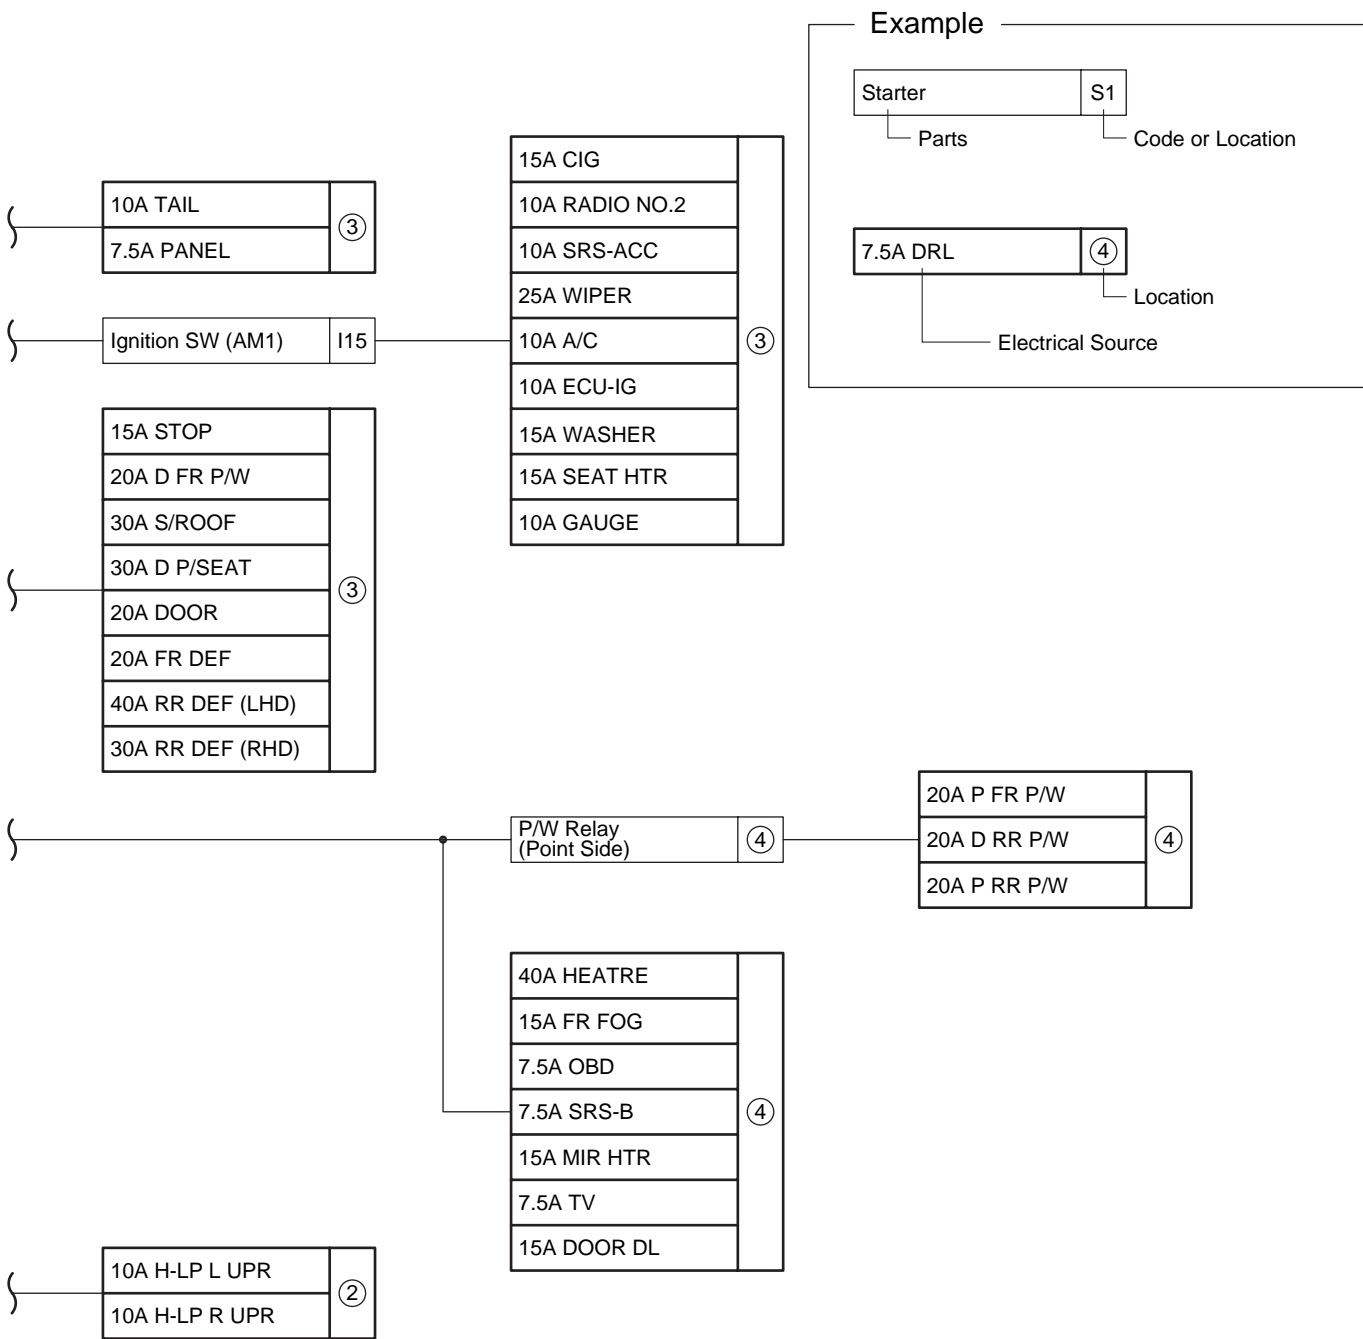 Example
Starter S1
Parts Code or Location
7.5A DRL ④
Location
Electrical Source
10A TAIL
7.5A PANEL
③
Ignition SW (AM1) I15
15A CIG
10A RADIO NO.2
10A SRS-ACC
25A WIPER
10A A/C
10A ECU-IG
15A WASHER
15A SEAT HTR
10A GAUGE
③
15A STOP
20A D FR P/W
30A S/ROOF
30A D P/SEAT
20A DOOR
20A FR DEF
40A RR DEF (LHD)
30A RR DEF (RHD)
③
P/W Relay
(Point Side)
④
20A P FR P/W
20A D RR P/W
20A P RR P/W
④
40A HEATRE
15A FR FOG
7.5A OBD
7.5A SRS-B
15A MIR HTR
7.5A TV
15A DOOR DL
④
10A H-LP L UPR
10A H-LP R UPR
②